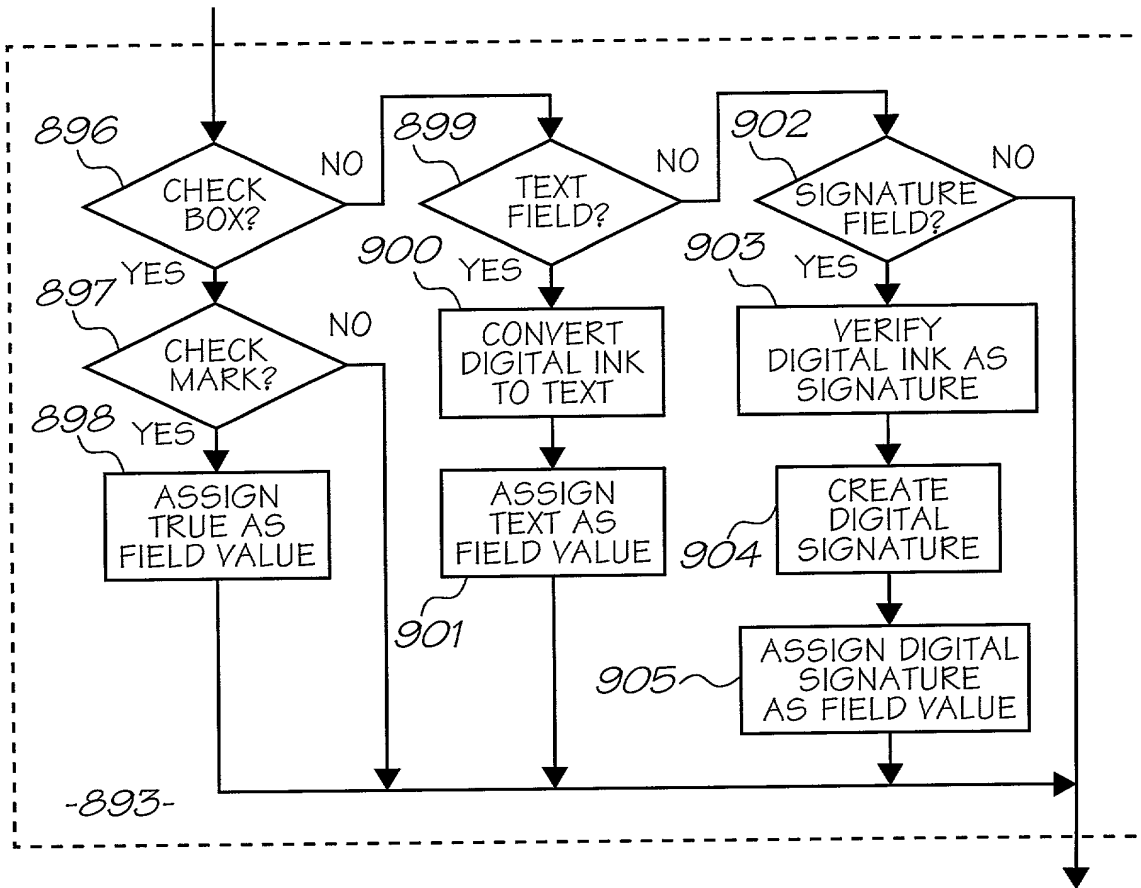 896
CHECK
BOX?
NO
YES
897
CHECK
MARK?
NO
YES
898
ASSIGN
TRUE AS
FIELD VALUE
899
TEXT
FIELD?
NO
YES
900
CONVERT
DIGITAL INK
TO TEXT
ASSIGN
TEXT AS
FIELD VALUE
901
902
SIGNATURE
FIELD?
NO
YES
903
VERIFY
DIGITAL INK AS
SIGNATURE
CREATE
DIGITAL
SIGNATURE
904
ASSIGN DIGITAL
SIGNATURE
AS FIELD VALUE
905
-893-